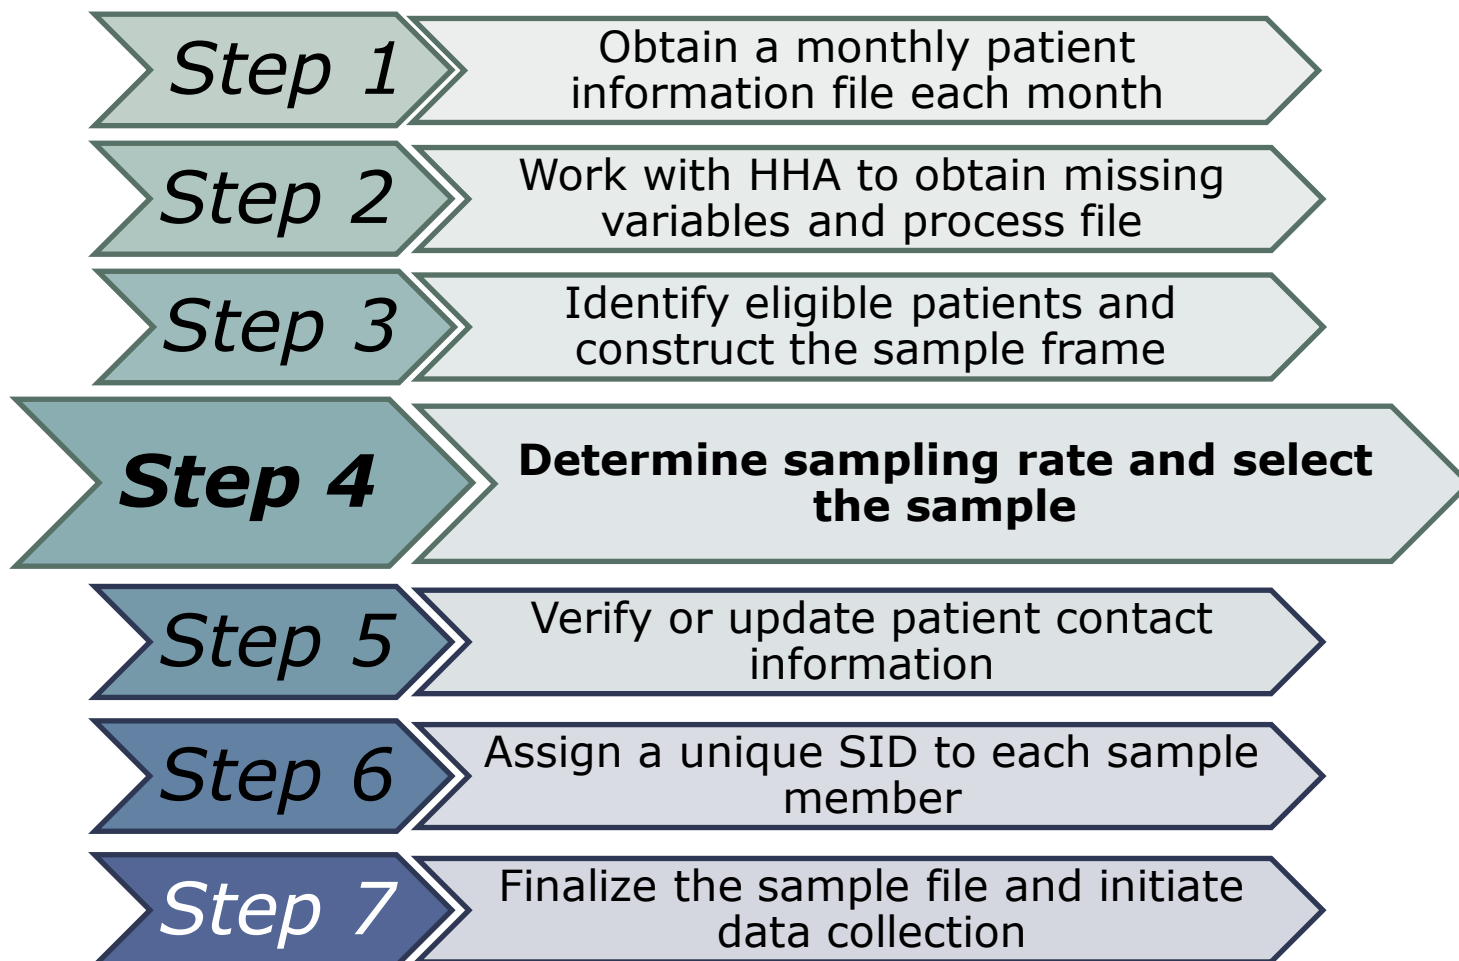 Step 1
Obtain a monthly patient
information file each month
Step 2
Work with HHA to obtain missing
variables and process file
Step 3
Identify eligible patients and
construct the sample frame
Step 4
Determine sampling rate and select
the sample
Step 5
Verify or update patient contact
information
Step 6
Assign a unique SID to each sample
member
Step 7
Finalize the sample file and initiate
data collection